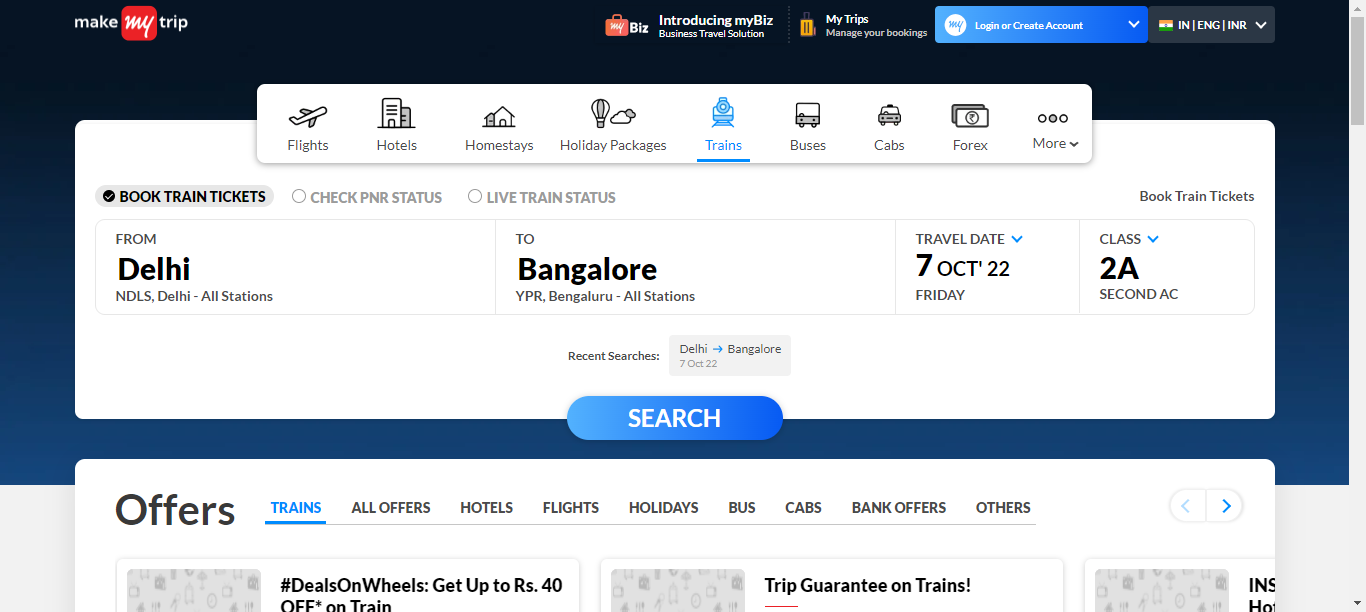 make my trip
my Biz
Introducing myBiz
Business Travel Solution
My Trips
Manage your bookings
my
Login or Create Account
IN | ENG | INR
Flights
Hotels
Homestays
Holiday Packages
Trains
Buses
Cabs
Forex
More
BOOK TRAIN TICKETS
CHECK PNR STATUS
LIVE TRAIN STATUS
Book Train Tickets
FROM
Delhi
NDLS, Delhi - All Stations
TO
Bangalore
YPR, Bengaluru - All Stations
TRAVEL DATE
7 OCT' 22
FRIDAY
CLASS
2A
SECOND AC
Recent Searches:
Delhi → Bangalore
7 Oct 22
SEARCH
Offers
TRAINS
ALL OFFERS
HOTELS
FLIGHTS
HOLIDAYS
BUS
CABS
BANK OFFERS
OTHERS
#DealsOnWheels: Get Up to Rs. 40
OFF* on Train
Trip Guarantee on Trains!